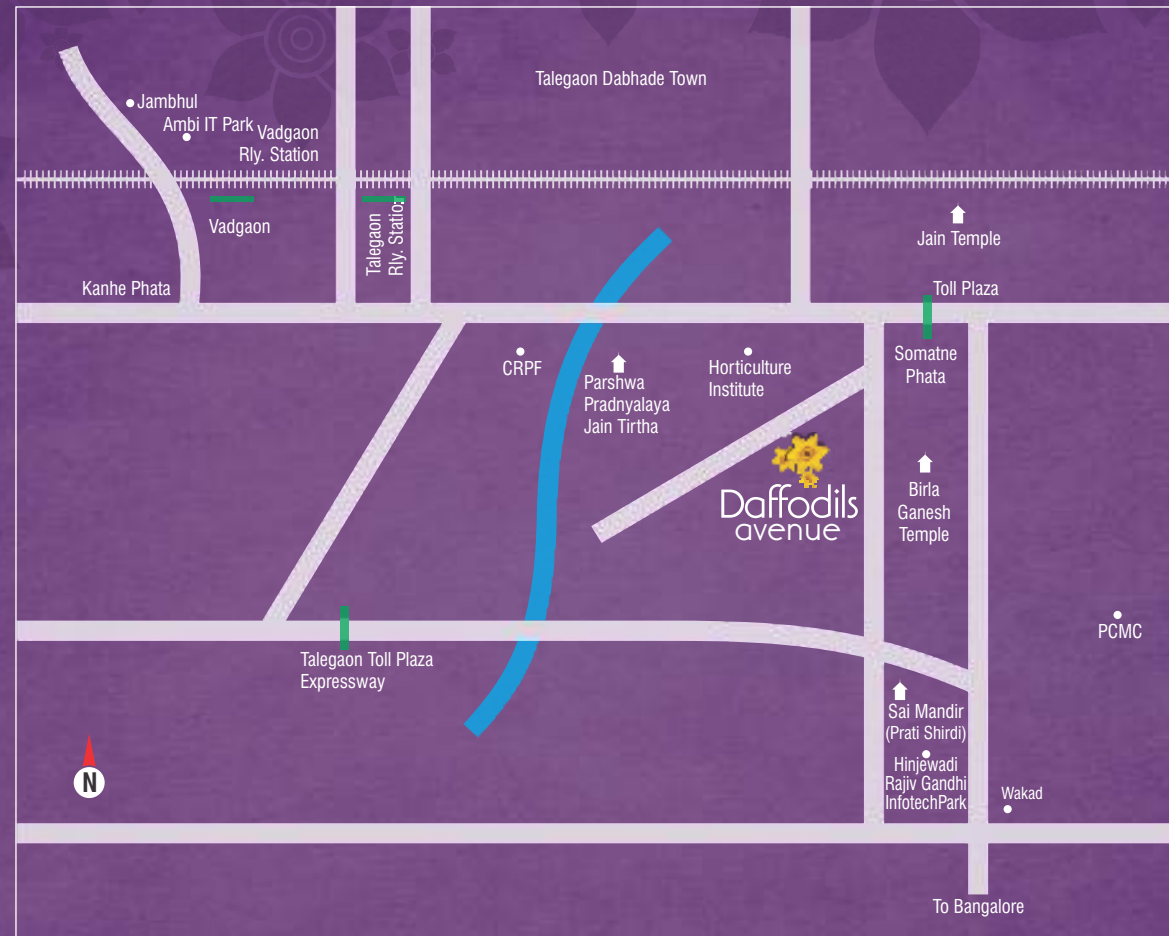 Talegaon Dabhade Town
Jambhul
Ambi IT Park
Vadgaon
Rly. Station
Vadgaon
Talegaon
Rly. Station
Jain Temple
Kanhe Phata
Toll Plaza
CRPF
Parshwa
Pradnyalaya
Jain Tirtha
Horticulture
Institute
Somatne
Phata
Daffodils
avenue
Birla
Ganesh
Temple
PCMC
Talegaon Toll Plaza
Expressway
Sai Mandir
(Prati Shirdi)
Hinjewadi
Rajiv Gandhi
InfotechPark
Wakad
N
To Bangalore